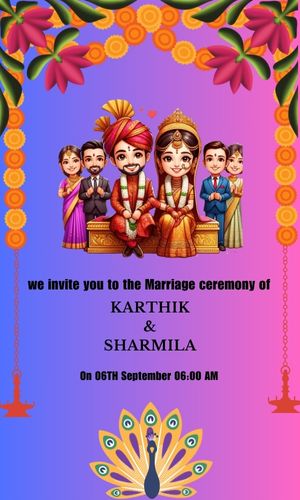 we invite you to the Marriage ceremony of
KARTHIK
&
SHARMILA
On 06TH September 06:00 AM